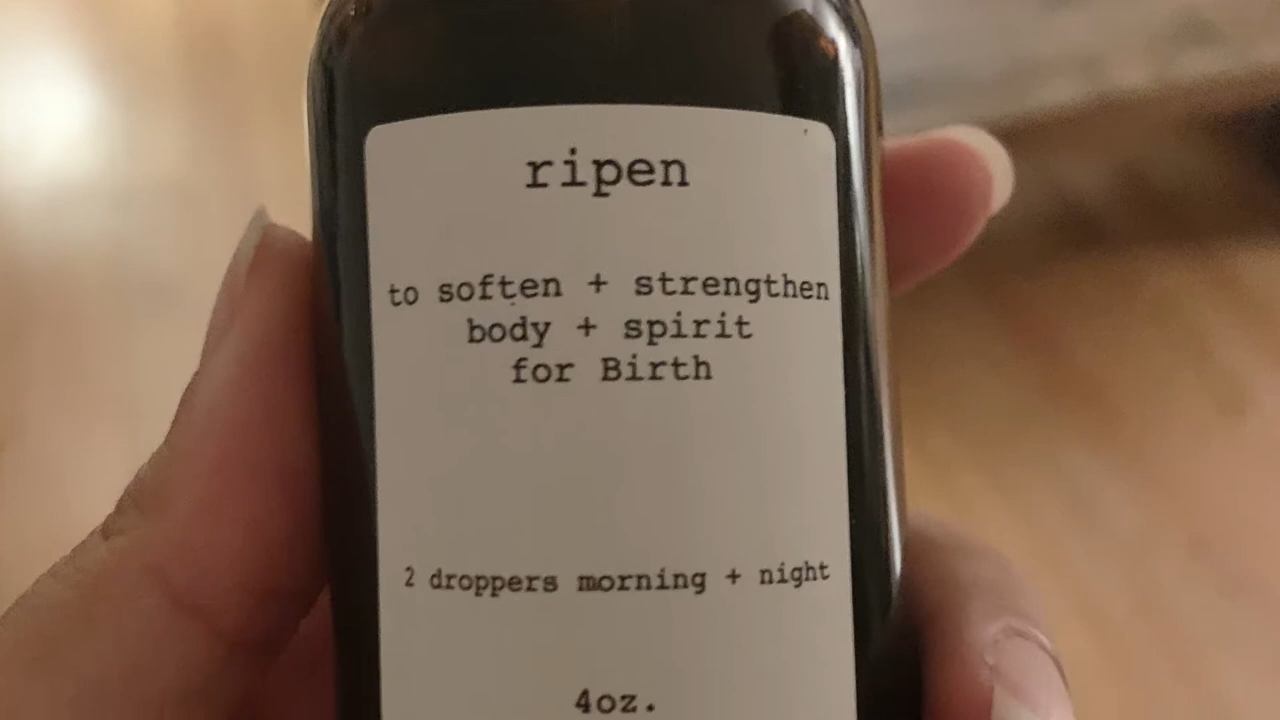 ripen
to soften + strengthen
body + spirit
for Birth
2 droppers morning + night
4oz.